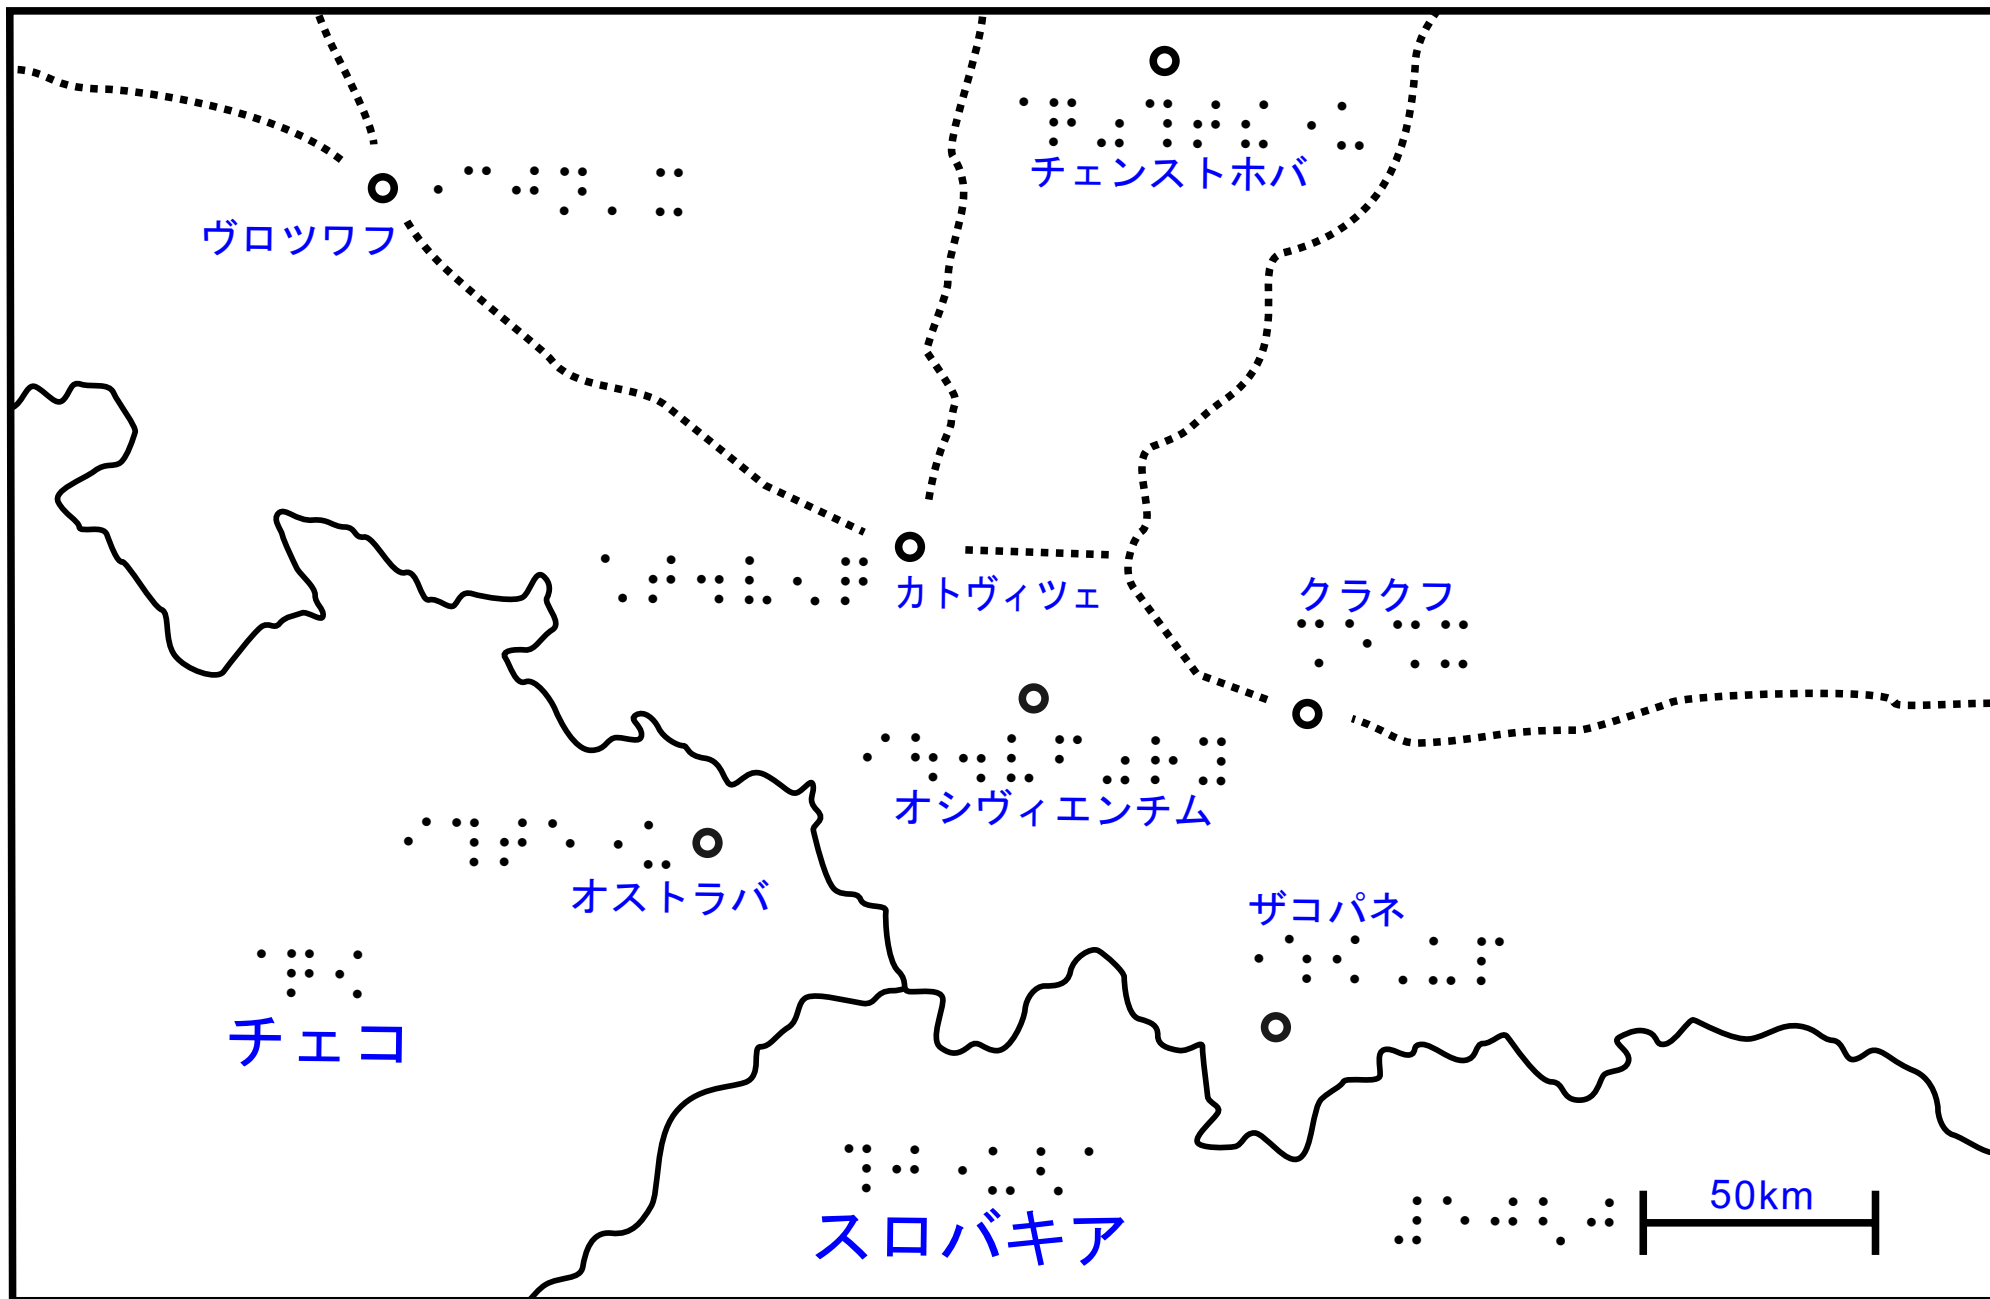 チェンストホバ
ヴロツワフ
カトヴィツェ
クラクフ
オシヴィエンチム
オストラバ
ザコパネ
チェコ
スロバキア
50km